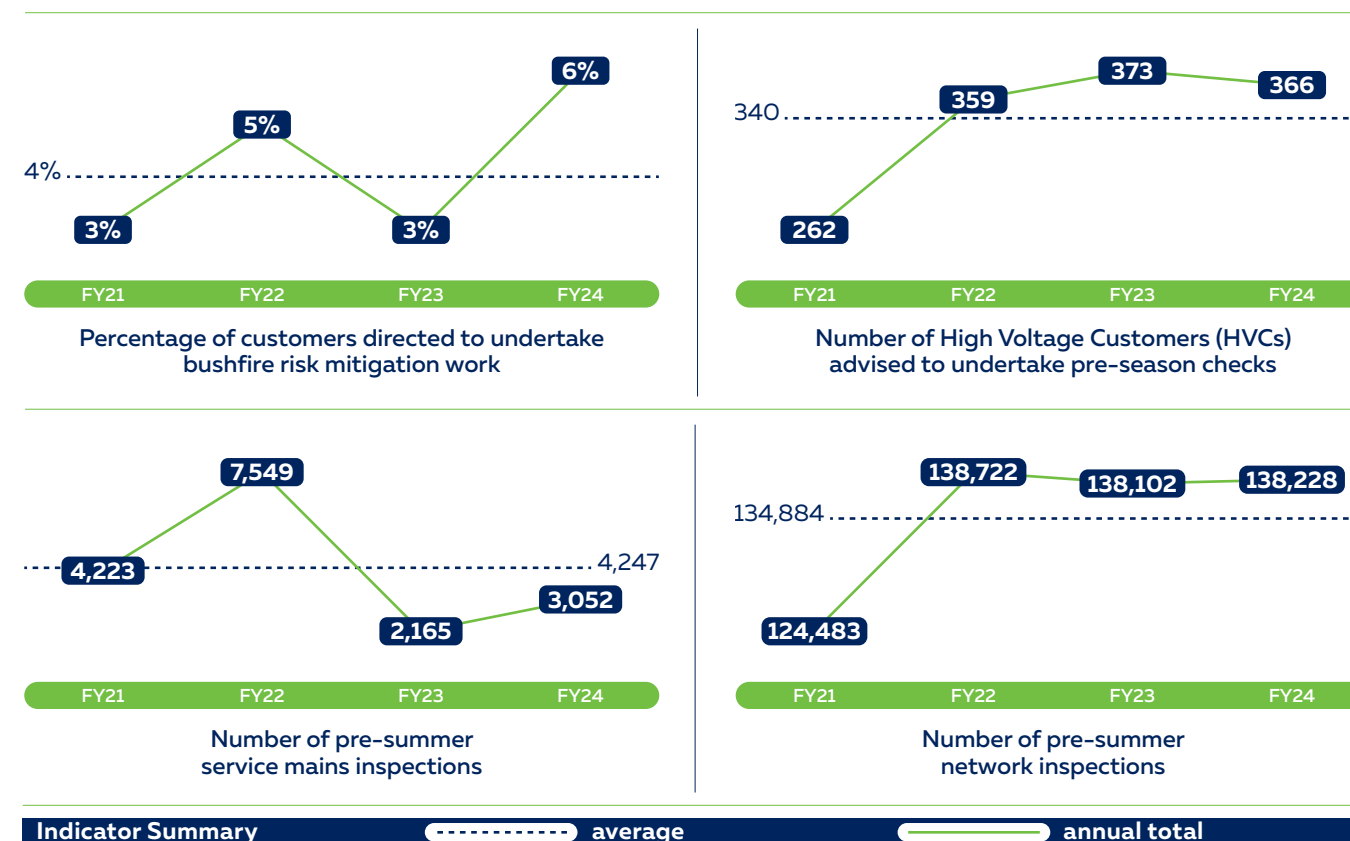 6%
5%
4%
3%
3%
FY21 FY22 FY23 FY24
Percentage of customers directed to undertake
bushfire risk mitigation work
373
366
359
340
262
FY21 FY22 FY23 FY24
Number of High Voltage Customers (HVCs)
advised to undertake pre-season checks
7,549
4,247
4,223
3,052
2,165
FY21 FY22 FY23 FY24
Number of pre-summer
service mains inspections
138,722
138,102
138,228
134,884
124,483
FY21 FY22 FY23 FY24
Number of pre-summer
network inspections
Indicator Summary average annual total